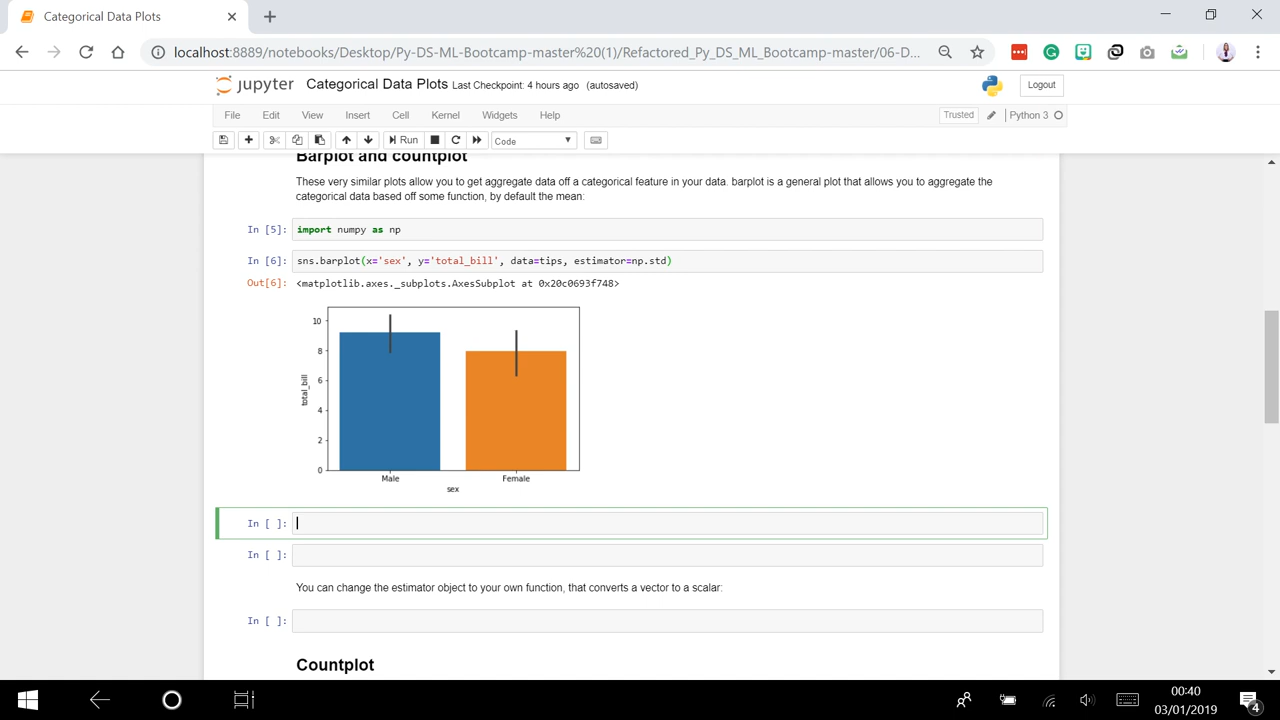 Categorical Data Plots
localhost:8889/notebooks/Desktop/Py-DS-ML-Bootcamp-master%20(1)/Refactored_Py_DS_ML_Bootcamp-master/06-D...
jupyter Categorical Data Plots Last Checkpoint: 4 hours ago (autosaved) Logout
File Edit View Insert Cell Kernel Widgets Help Trusted Python 3
Run Code
Barplot and countplot
These very similar plots allow you to get aggregate data off a categorical feature in your data. barplot is a general plot that allows you to aggregate the
categorical data based off some function, by default the mean:
In [5]: import numpy as np
In [6]: sns.barplot(x='sex', y='total_bill', data=tips, estimator=np.std)
Out[6]: <matplotlib.axes._subplots.AxesSubplot at 0x20c0693f748>
10
8
6
4
2
0
total_bill
Male Female
sex
In [ ]:
In [ ]:
You can change the estimator object to your own function, that converts a vector to a scalar:
In [ ]:
Countplot
00:40
03/01/2019
4